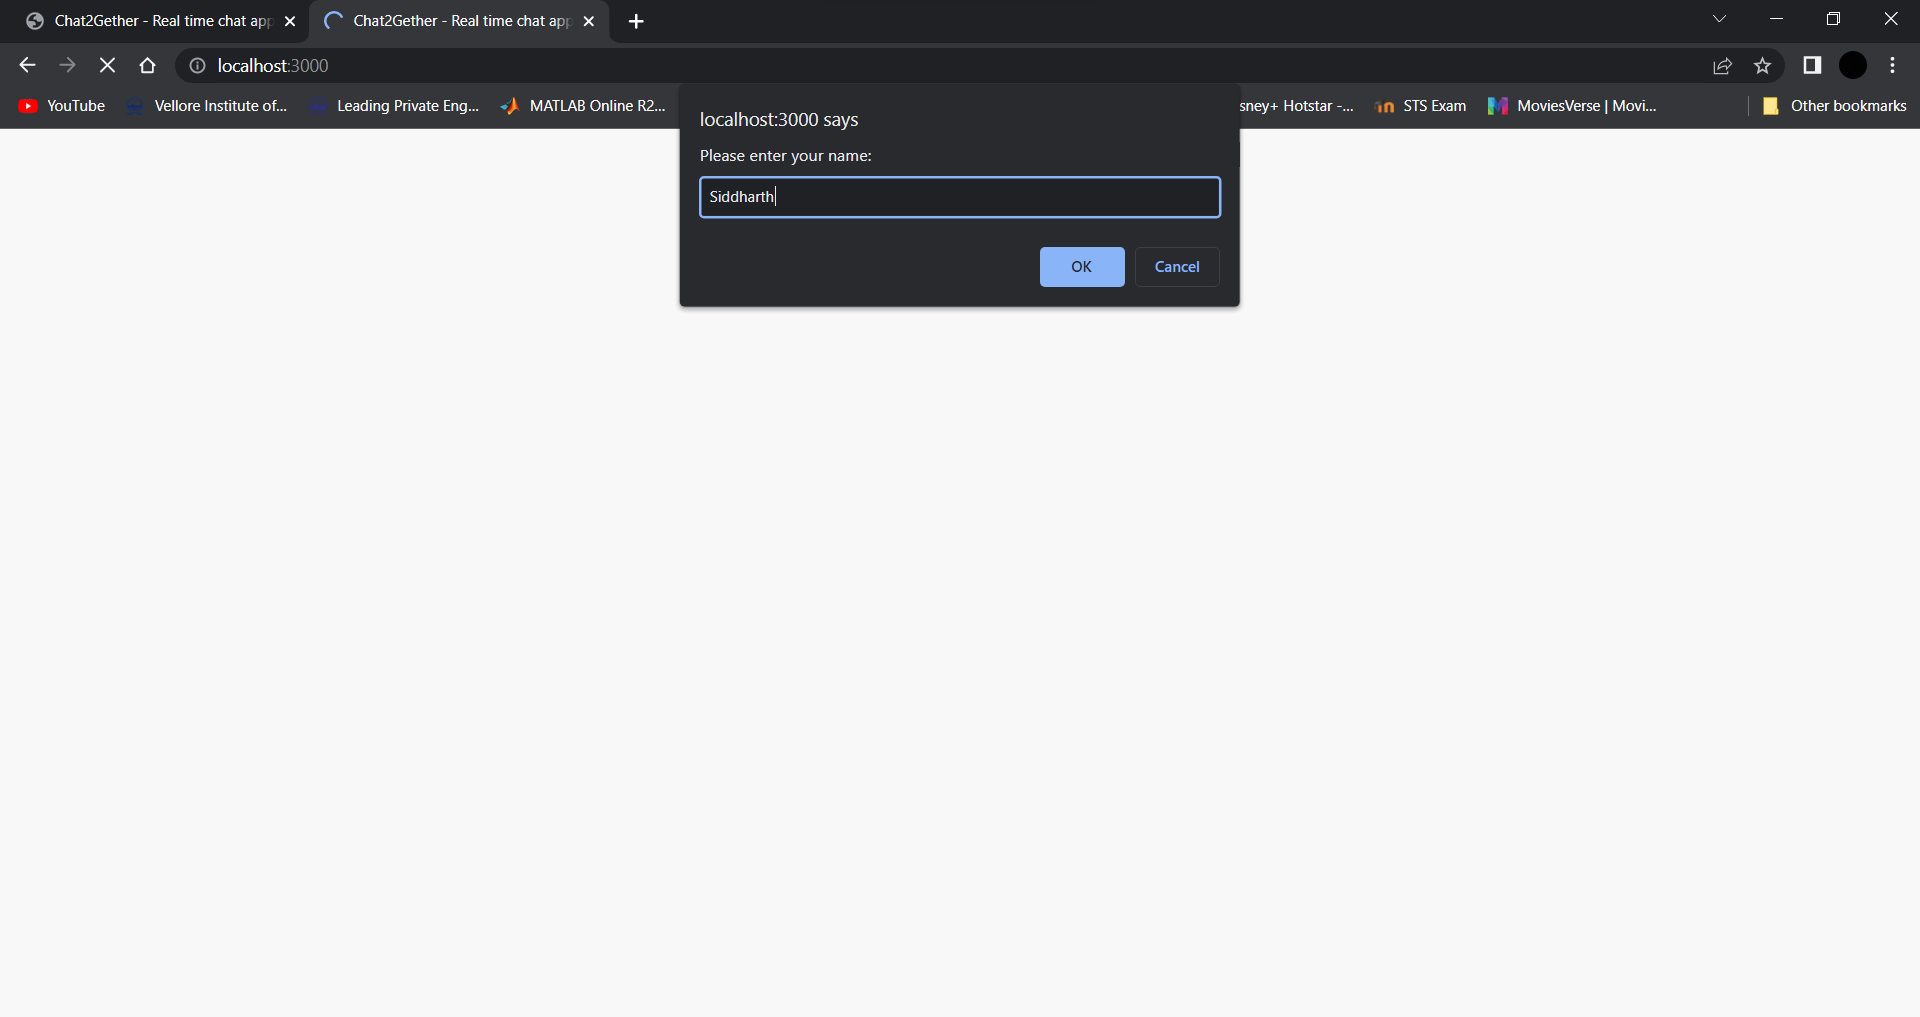 Chat2Gether - Real time chat app
Chat2Gether - Real time chat app
localhost:3000
YouTube
Vellore Institute of...
Leading Private Eng...
MATLAB Online R2...
sney+ Hotstar -...
STS Exam
MoviesVerse | Movi...
Other bookmarks
localhost:3000 says
Please enter your name:
Siddharth
OK
Cancel